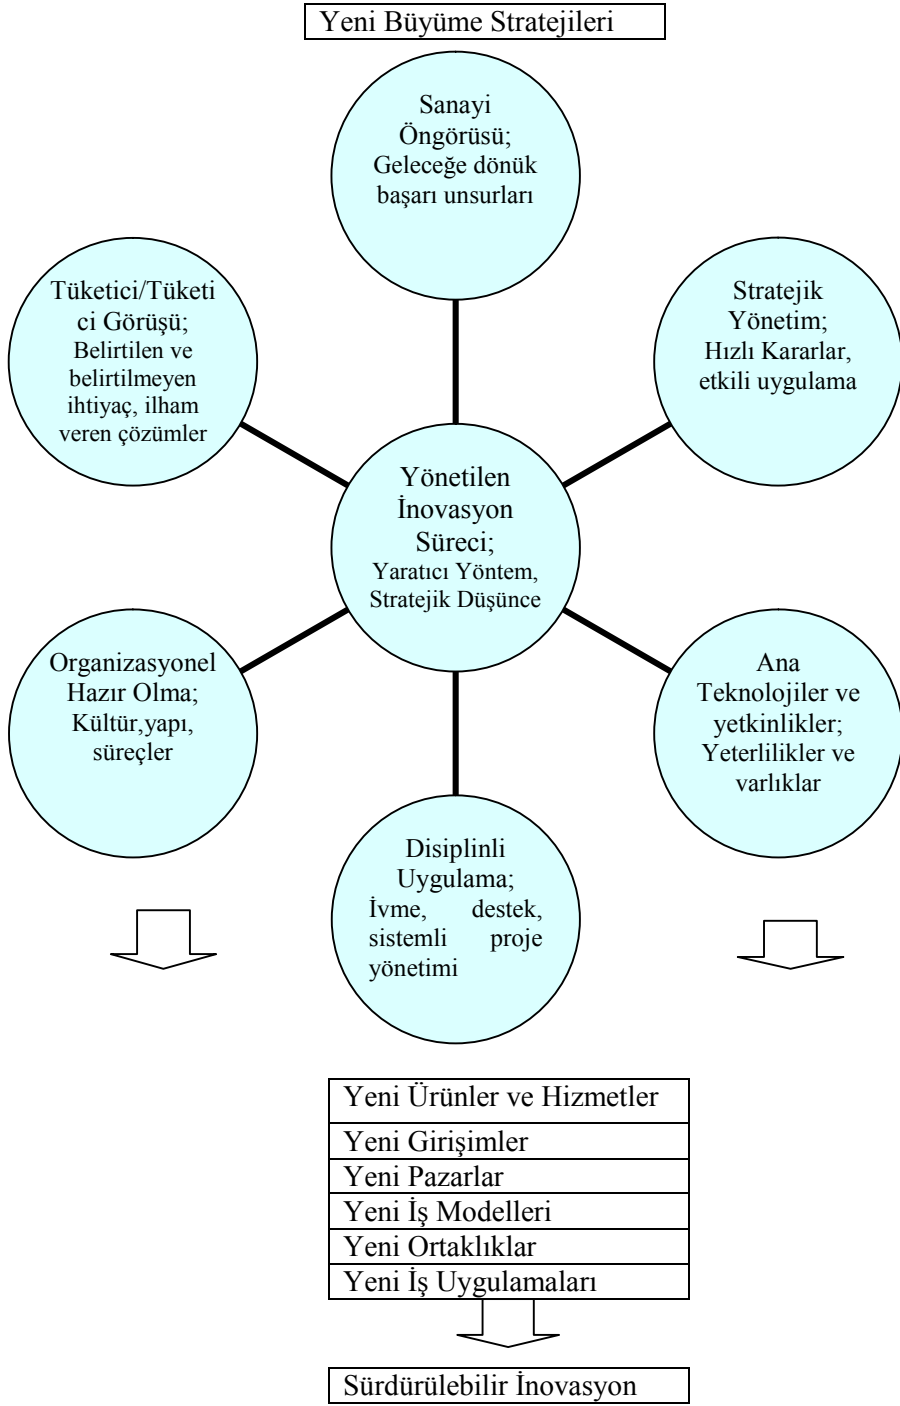 Yeni Büyüme Stratejileri
Sanayi
Öngörüsü;
Geleceğe dönük
başarı unsurları
Tüketici/Tüketi
ci Görüşü;
Belirtilen ve
belirtilmeyen
ihtiyaç, ilham
veren çözümler
Stratejik
Yönetim;
Hızlı Kararlar,
etkili uygulama
Yönetilen
İnovasyon
Süreci;
Yaratıcı Yöntem,
Stratejik Düşünce
Organizasyonel
Hazır Olma;
Kültür,yapı,
süreçler
Ana
Teknolojiler ve
yetkinlikler;
Yeterlilikler ve
varlıklar
Disiplinli
Uygulama;
İvme, destek,
sistemli proje
yönetimi
Yeni Ürünler ve Hizmetler
Yeni Girişimler
Yeni Pazarlar
Yeni İş Modelleri
Yeni Ortaklıklar
Yeni İş Uygulamaları
Sürdürülebilir İnovasyon